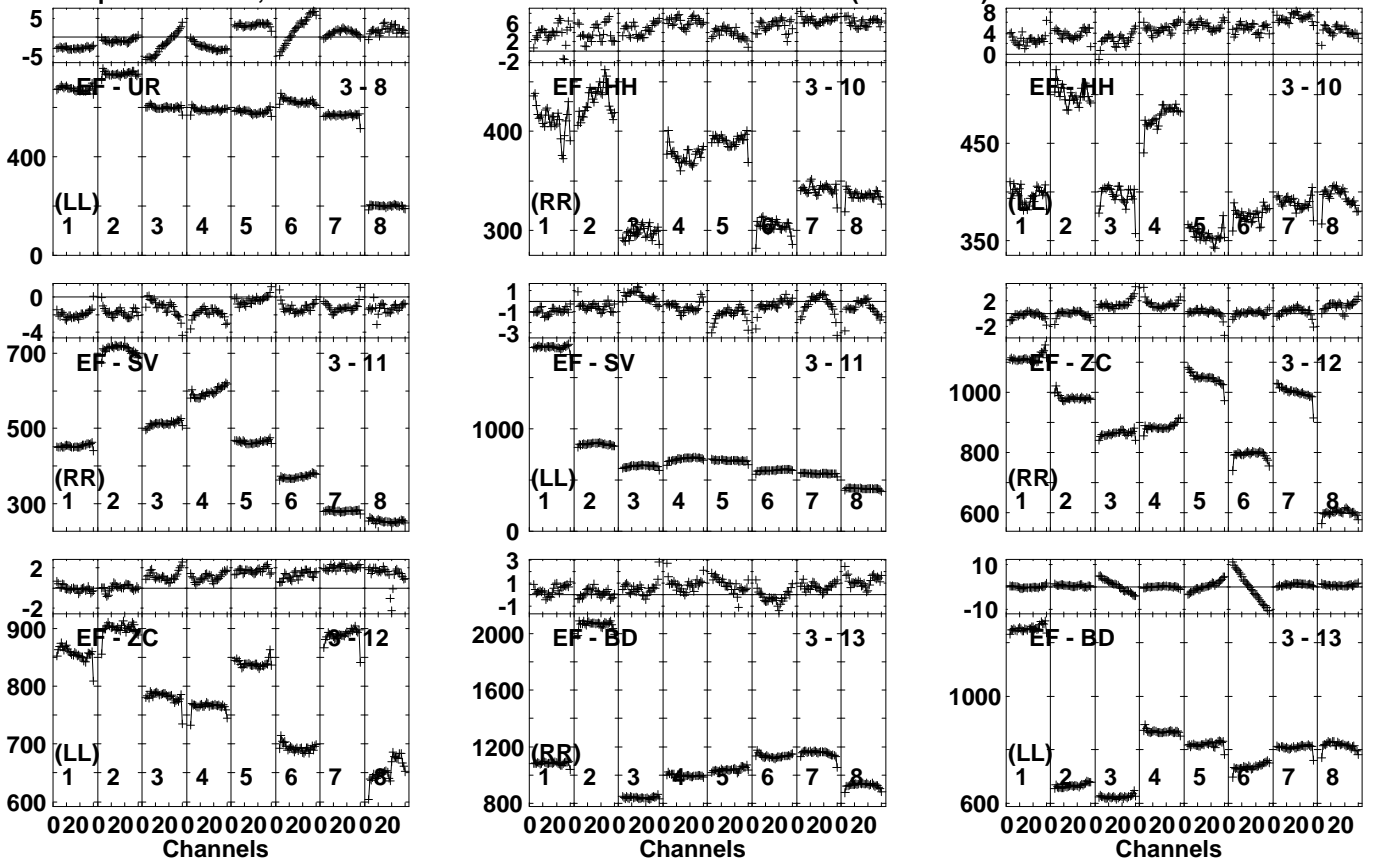 5
-5
EF - UR 3 - 8
400
(LL)
1 2 3 4 5 6 7 8
0
6
2
-2
EF - HH 3 - 10
400
(RR)
1 2 3 4 5 6 7 8
300
8
4
0
EF - HH 3 - 10
450
(LL)
1 2 3 4 5 6 7 8
350
0
-4
700
EF - SV 3 - 11
500
(RR)
1 2 3 4 5 6 7 8
300
1
-1
-3
EF - SV 3 - 11
1000
(LL)
1 2 3 4 5 6 7 8
0
2
-2
EF - ZC 3 - 12
1000
800
(RR)
1 2 3 4 5 6 7 8
600
2
-2
900
EF - ZC 3 - 12
800
700
(LL)
1 2 3 4 5 6 7 8
600
0 20 0 20 0 20 0 20 0 20 0 20 0 20 0 20
Channels
3
1
-1
2000
EF - BD 3 - 13
1600
1200
(RR)
1 2 3 4 5 6 7 8
800
0 20 0 20 0 20 0 20 0 20 0 20 0 20 0 20
Channels
10
0
-10
EF - BD 3 - 13
1000
(LL)
1 2 3 4 5 6 7 8
600
0 20 0 20 0 20 0 20 0 20 0 20 0 20 0 20
Channels